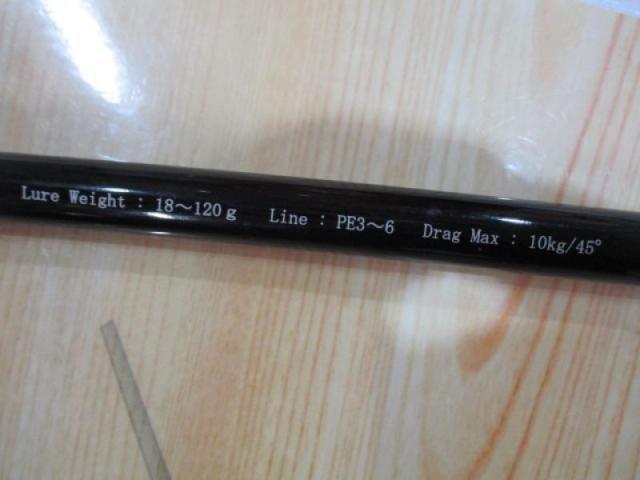 Lure Weight : 18～120g Line : PE3～6 Drag Max : 10kg/45°